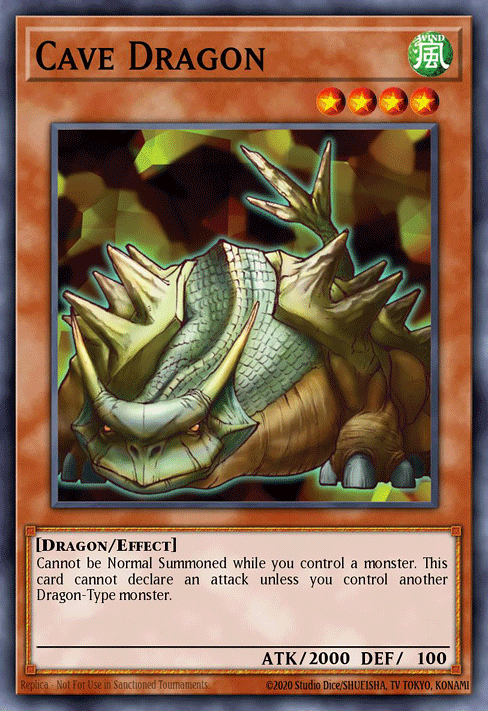 CAVE DRAGON
WIND
風
[DRAGON/EFFECT]
Cannot be Normal Summoned while you control a monster. This
card cannot declare an attack unless you control another
Dragon-Type monster.
ATK/2000 DEF/ 100
Replica - Not For Use in Sanctioned Tournaments.
©2020 Studio Dice/SHUEISHA, TV TOKYO, KONAMI